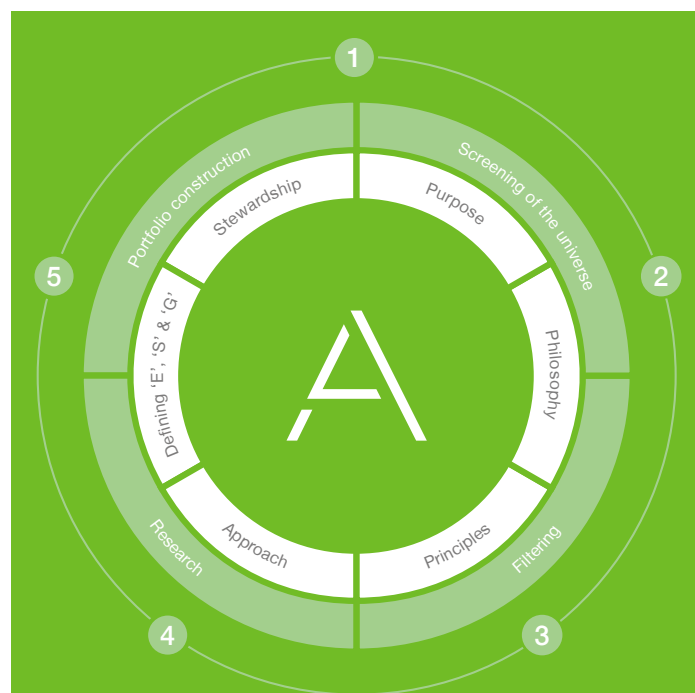 1
2
3
4
5
Screening of the universe
Filtering
Research
Portfolio construction
Purpose
Philosophy
Principles
Approach
Defining ‘E’, ‘S’ & ‘G’
Stewardship